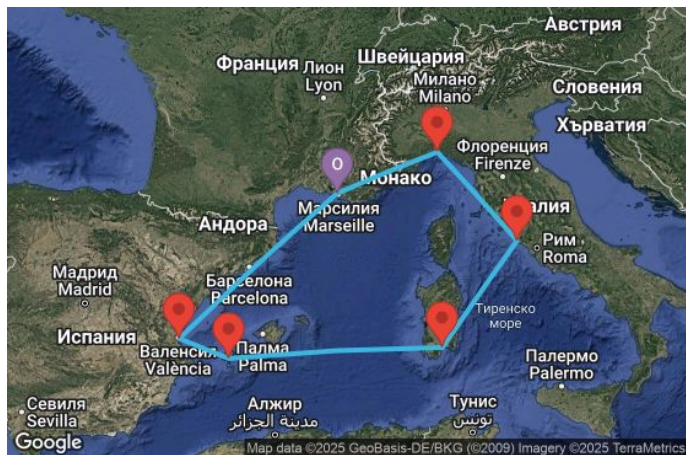 Австрия
Франция
Швейцария
Лион
Lyon
Милано
Milano
Словения
Хърватия
О
Флоренция
Firenze
Монако
Марсилия
Marseille
алия
Андора
Рим
Roma
Барселона
Barcelona
Мадрид
Madrid
Тиренско
море
Испания
Валенсия
València
Палма
Palma
Палермо
Palermo
Севиля
Sevilla
Алжир
مدينة الجزائر
Тунис
تونس
Google
Map data ©2025 GeoBasis-DE/BKG (©2009) Imagery ©2025 TerraMetrics